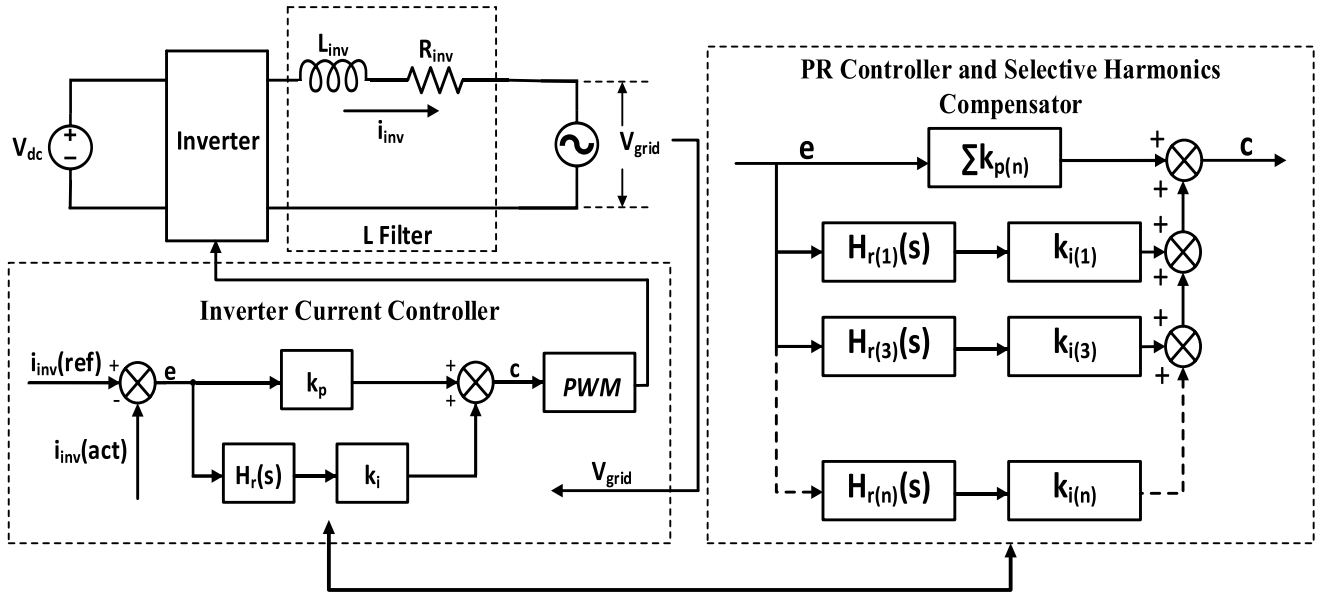 L_inv
R_inv
i_inv
V_dc
+
−
Inverter
V_grid
L Filter
Inverter Current Controller
i_inv(ref)
+
-
e
k_p
+
+
c
PWM
i_inv(act)
H_r(s)
k_i
V_grid
PR Controller and Selective Harmonics
Compensator
e
∑k_p(n)
+
+
c
H_r(1)(s)
k_i(1)
+
+
H_r(3)(s)
k_i(3)
+
+
H_r(n)(s)
k_i(n)